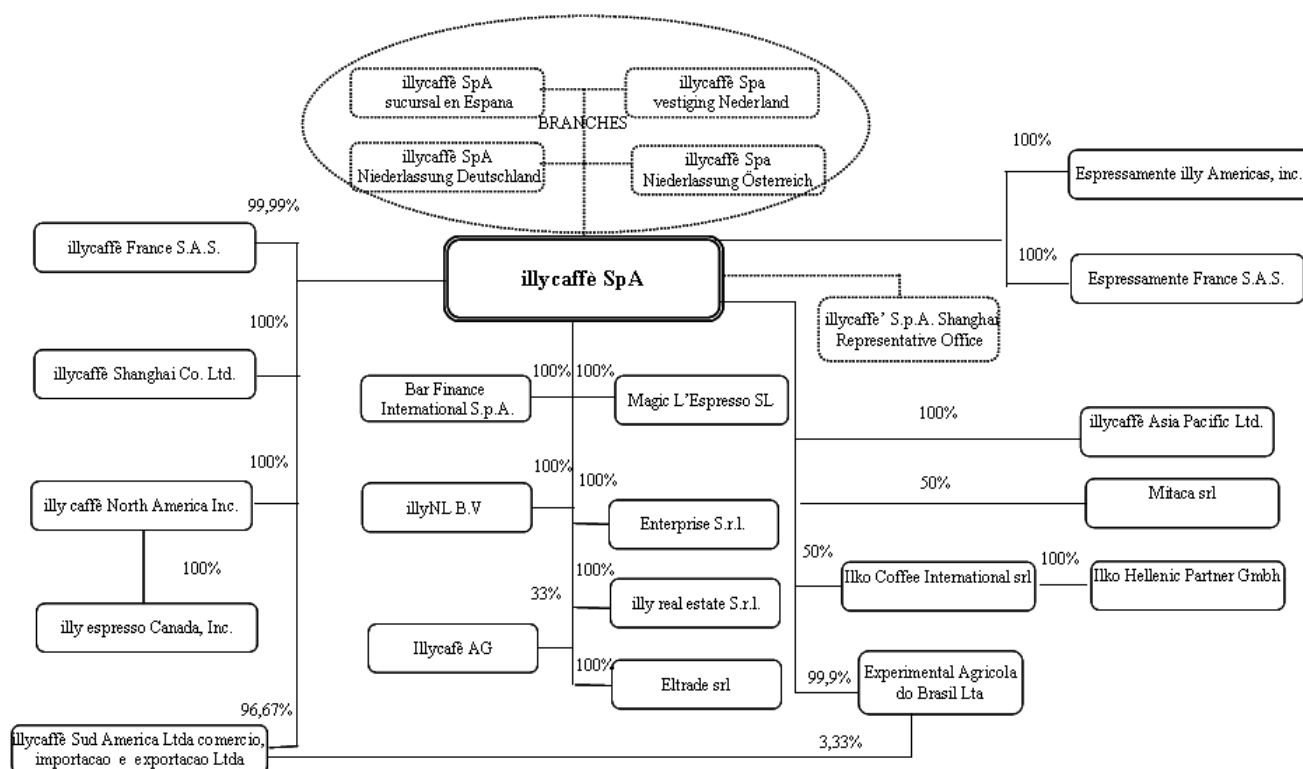 illycaffè SpA
sucursal en Espana
illycaffè Spa
vestiging Nederland
BRANCHES
illycaffè SpA
Niederlassung Deutschland
illycaffè Spa
Niederlassung Österreich
100%
Espressamente illy Americas, inc.
99,99%
illycaffè France S.A.S.
illycaffè SpA
100%
Espressamente France S.A.S.
illycaffe’ S.p.A. Shanghai
Representative Office
100%
illycaffè Shanghai Co. Ltd.
100%
100%
Bar Finance
International S.p.A.
Magic L’Espresso SL
100%
illycaffè Asia Pacific Ltd.
100%
illy caffè North America Inc.
100%
100%
illyNL B.V
Enterprise S.r.l.
50%
Mitaca srl
100%
illy espresso Canada, Inc.
33%
100%
illy real estate S.r.l.
50%
Ilko Coffee International srl
100%
Ilko Hellenic Partner Gmbh
Illycafè AG
100%
Eltrade srl
99,9%
Experimental Agricola
do Brasil Lta
96,67%
illycaffè Sud America Ltda comercio,
importacao e exportacao Ltda
3,33%